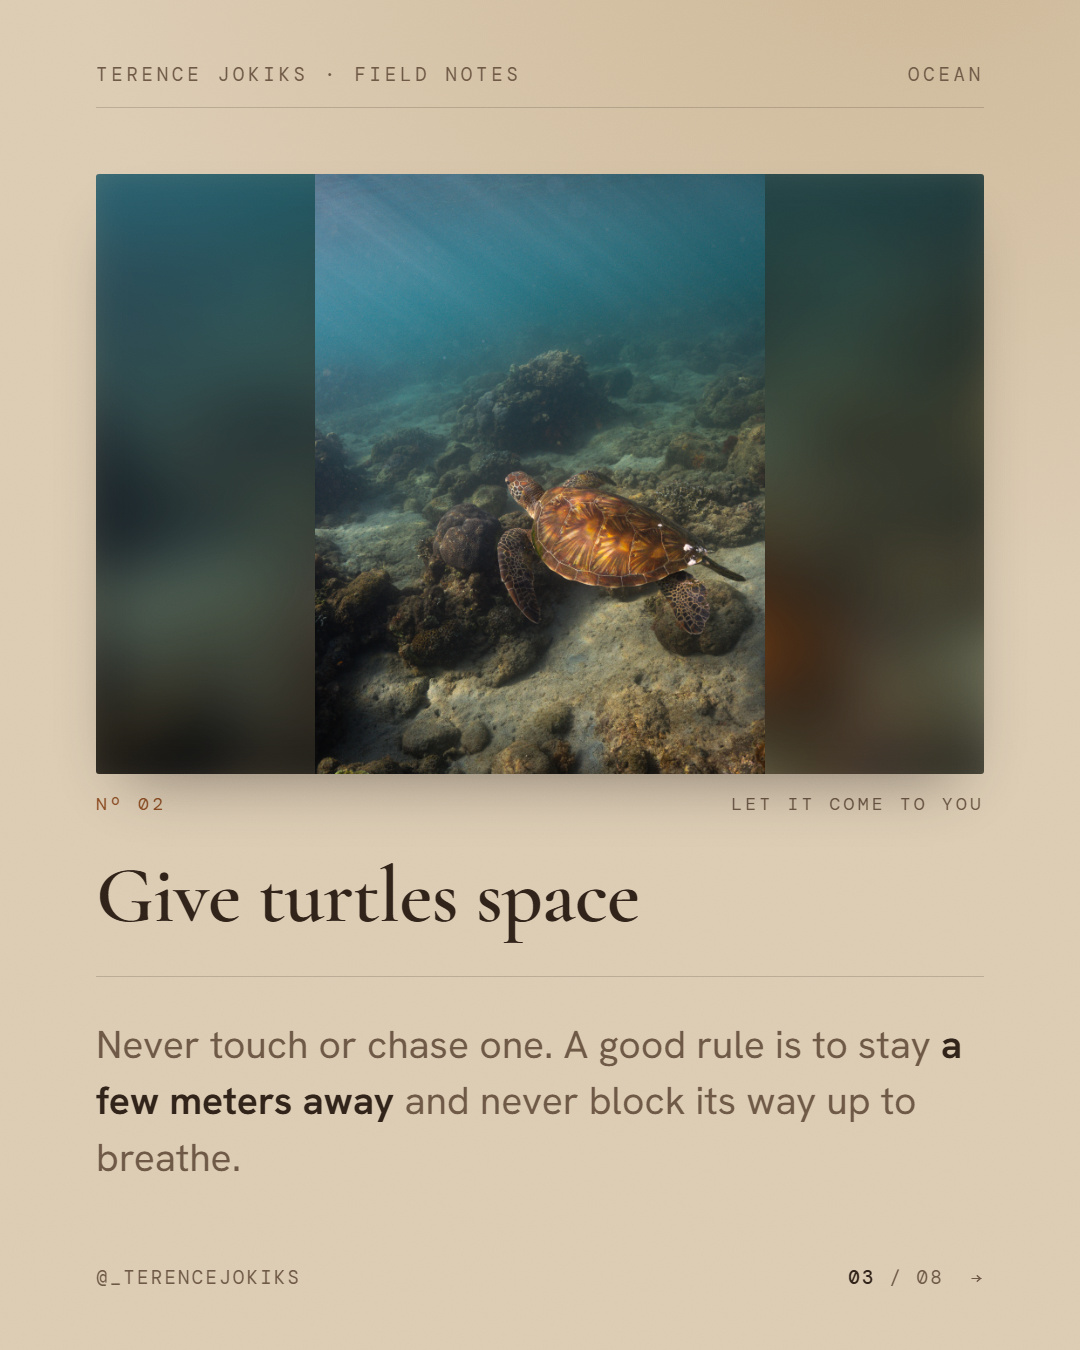 TERENCE JOKIKS · FIELD NOTES
OCEAN
Nº 02
LET IT COME TO YOU
Give turtles space
Never touch or chase one. A good rule is to stay a
few meters away and never block its way up to
breathe.
@_TERENCEJOKIKS
03 / 08 →